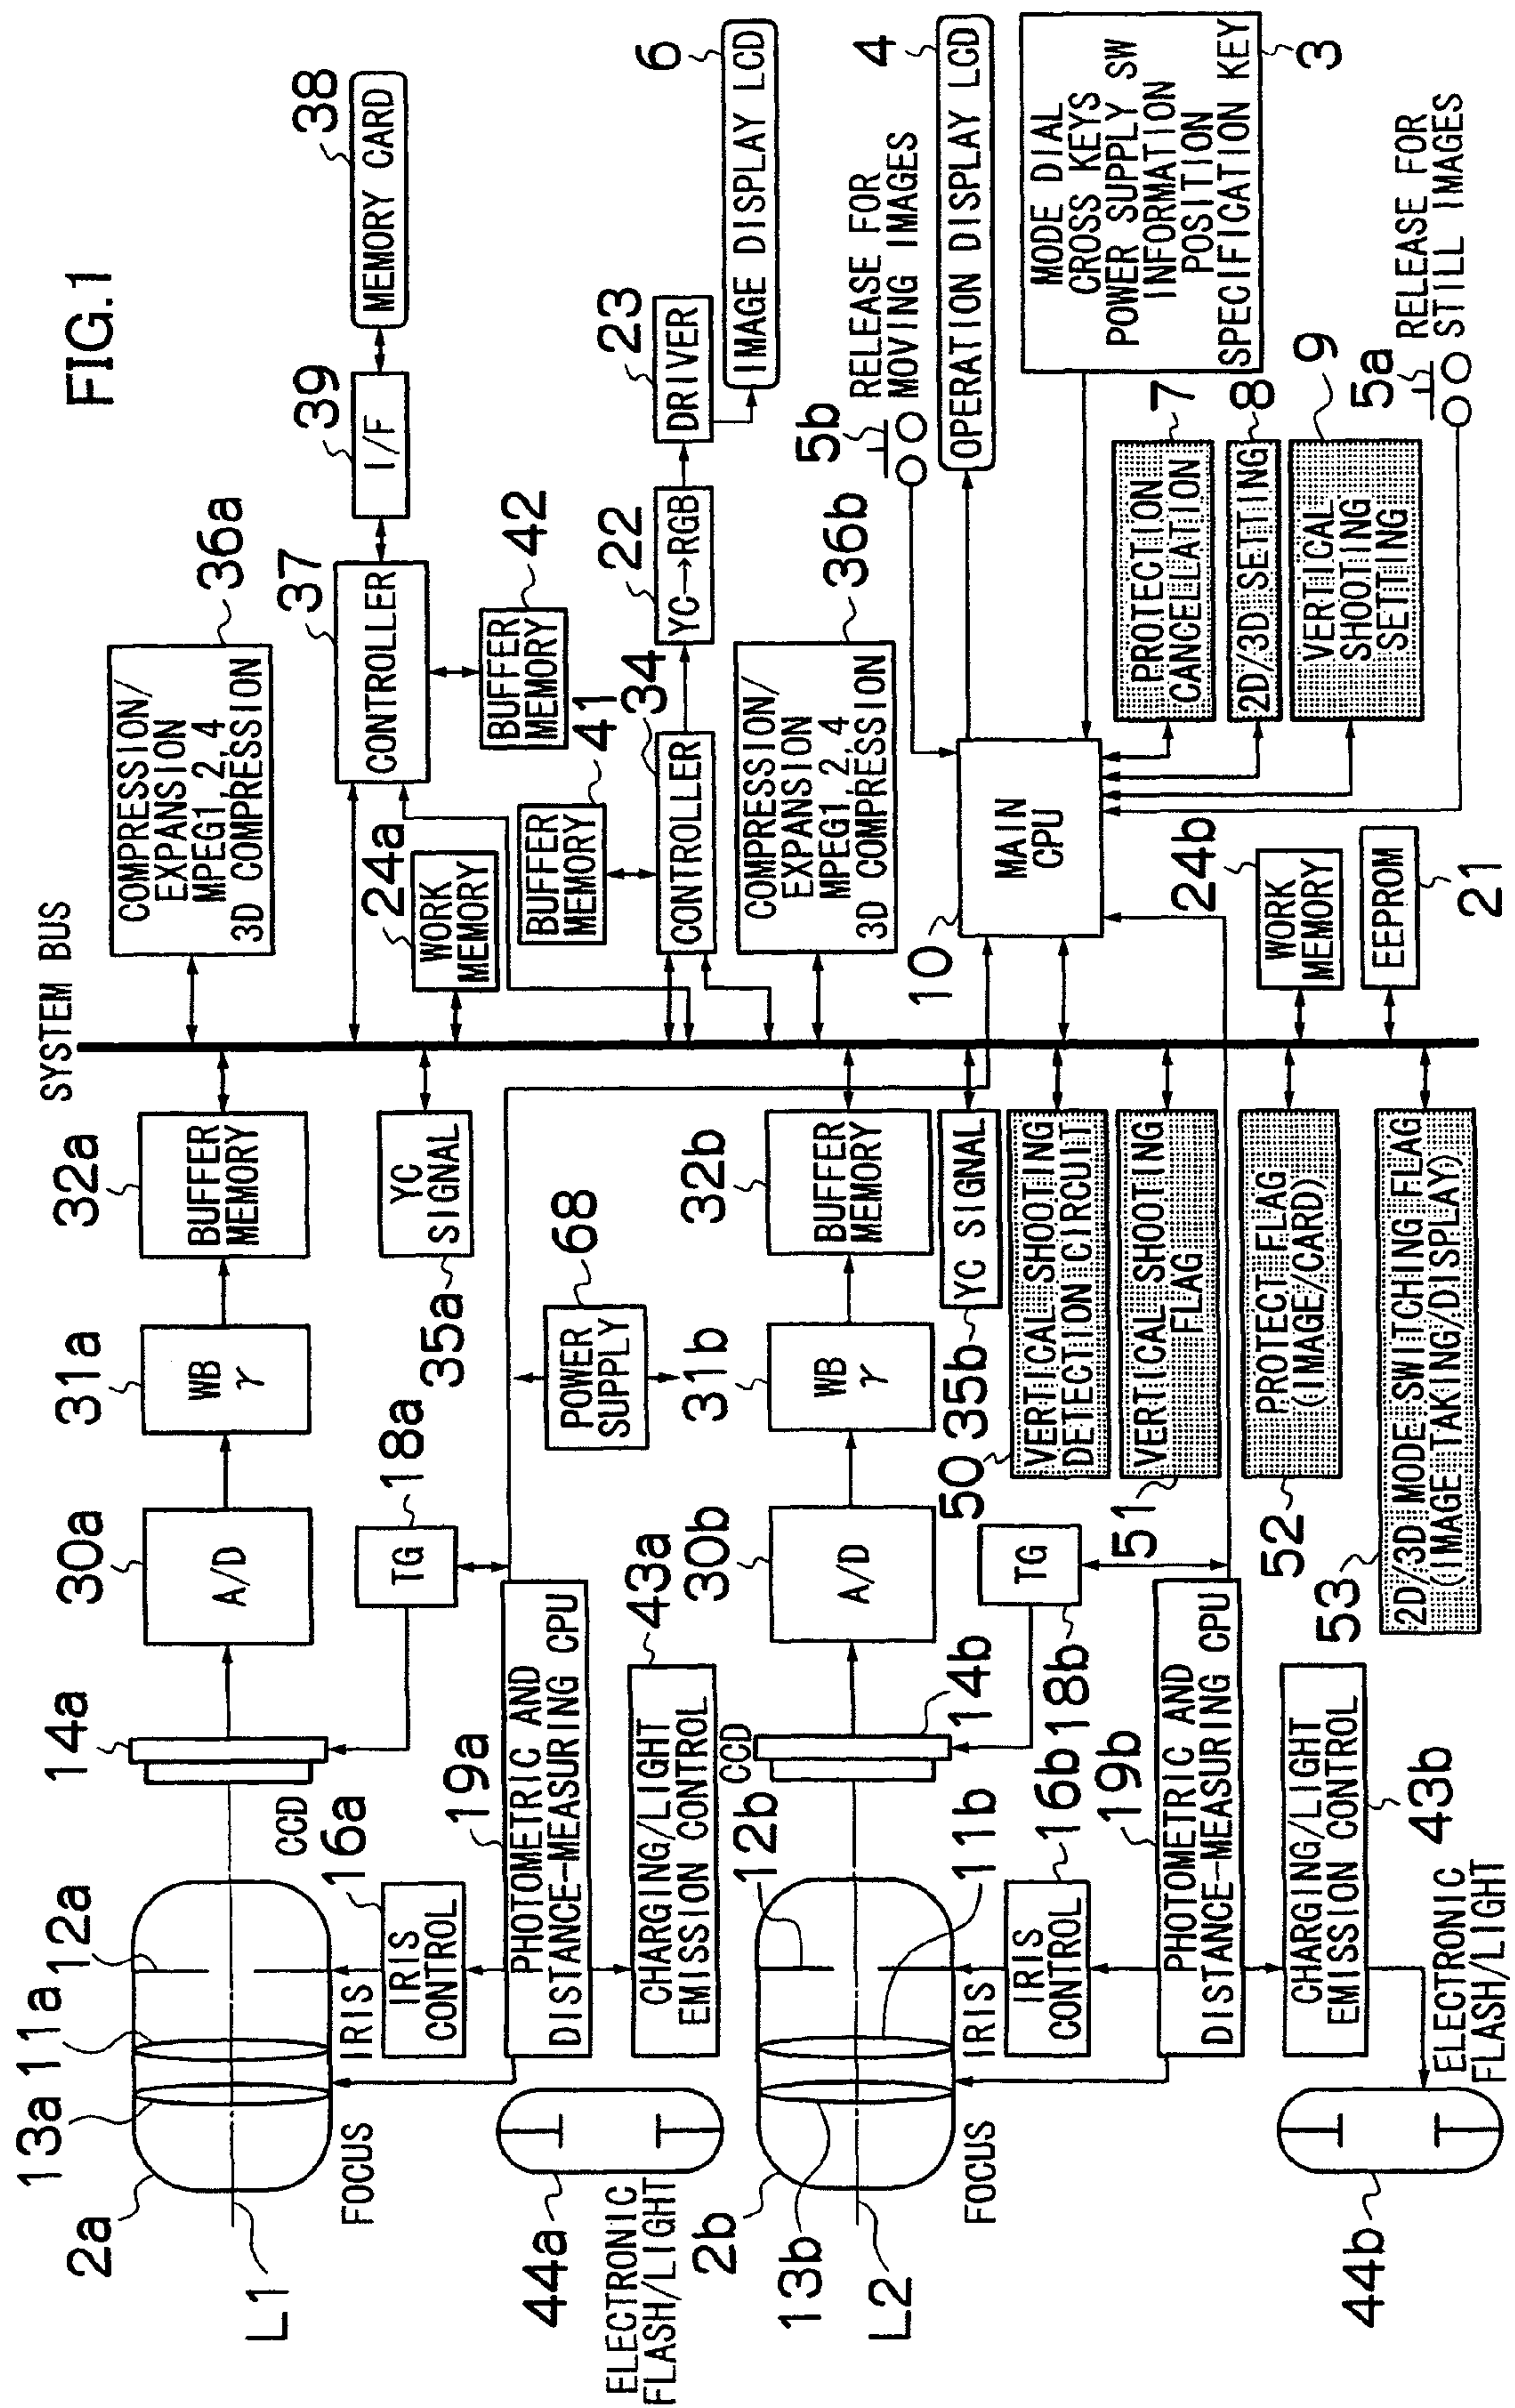 FIG.1
SYSTEM BUS
2a
13a
11a
12a
L1
FOCUS
IRIS
CCD
14a
30a
A/D
31a
WB
γ
32a
BUFFER
MEMORY
36a
COMPRESSION/
EXPANSION
MPEG1,2,4
3D COMPRESSION
37
CONTROLLER
39
I/F
38
MEMORY CARD
16a
IRIS
CONTROL
18a
TG
35a
YC
SIGNAL
24a
WORK
MEMORY
42
BUFFER
MEMORY
41
BUFFER
MEMORY
19a
PHOTOMETRIC AND
DISTANCE-MEASURING CPU
43a
CHARGING/LIGHT
EMISSION CONTROL
44a
ELECTRONIC
FLASH/LIGHT
68
POWER
SUPPLY
34
CONTROLLER
22
YC→RGB
23
DRIVER
6
IMAGE DISPLAY LCD
2b
13b
11b
12b
L2
FOCUS
IRIS
CCD
14b
30b
A/D
31b
WB
γ
32b
BUFFER
MEMORY
36b
COMPRESSION/
EXPANSION
MPEG1,2,4
3D COMPRESSION
5b
RELEASE FOR
MOVING IMAGES
4
OPERATION DISPLAY LCD
35b
YC SIGNAL
10
MAIN
CPU
3
MODE DIAL
CROSS KEYS
POWER SUPPLY SW
INFORMATION
POSITION
SPECIFICATION KEY
16b
IRIS
CONTROL
18b
TG
50
VERTICAL SHOOTING
DETECTION CIRCUIT
51
VERTICAL SHOOTING
FLAG
7
PROTECTION
CANCELLATION
8
2D/3D SETTING
9
VERTICAL
SHOOTING
SETTING
5a
RELEASE FOR
STILL IMAGES
19b
PHOTOMETRIC AND
DISTANCE-MEASURING CPU
52
PROTECT FLAG
(IMAGE/CARD)
24b
WORK
MEMORY
43b
CHARGING/LIGHT
EMISSION CONTROL
53
2D/3D MODE SWITCHING FLAG
(IMAGE TAKING/DISPLAY)
21
EEPROM
44b
ELECTRONIC
FLASH/LIGHT